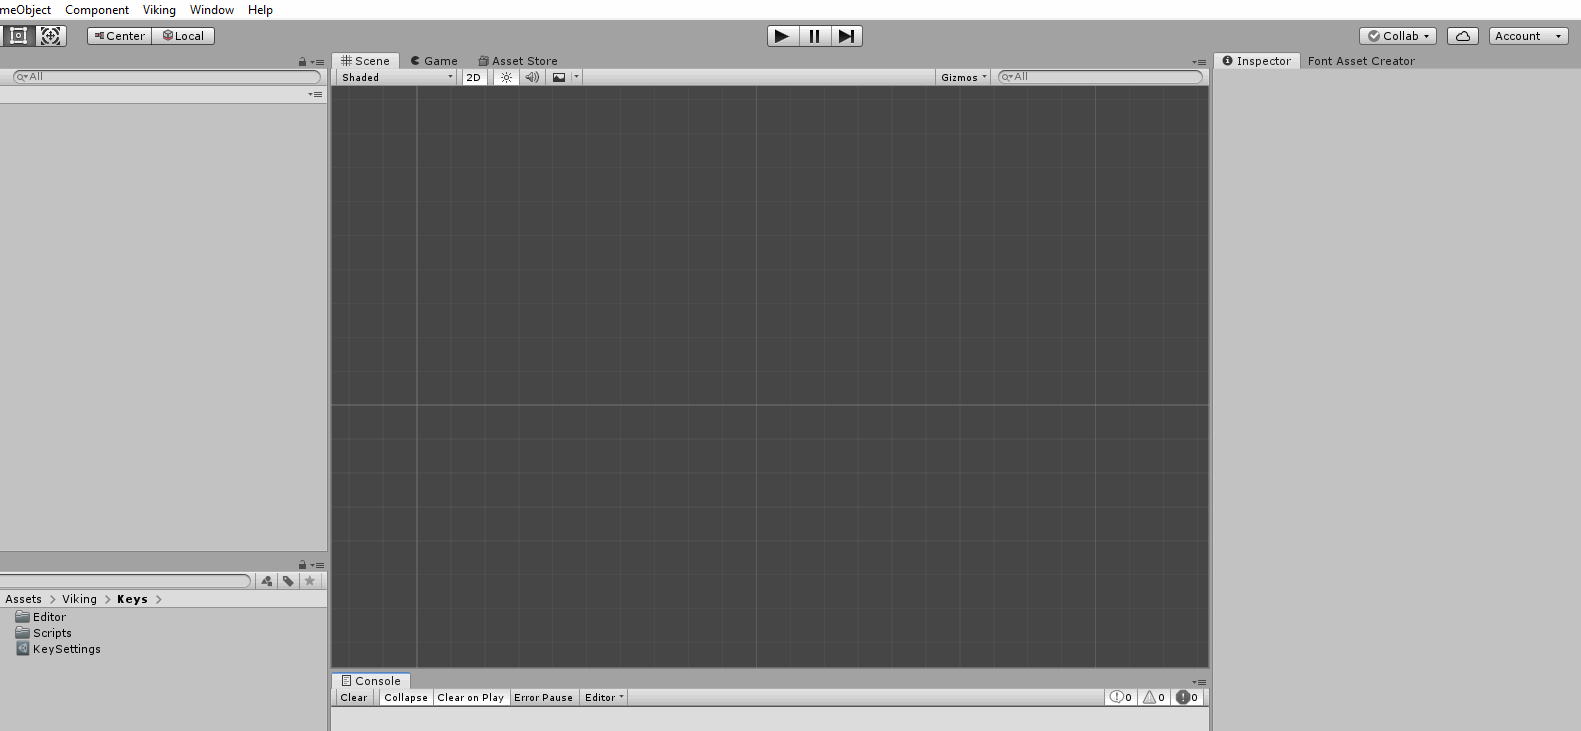 meObject Component Viking Window Help
Center Local Collab Account
Scene Game Asset Store Inspector Font Asset Creator
All Shaded 2D Gizmos All
Assets Viking Keys
Editor
Scripts
KeySettings
Console
Clear Collapse Clear on Play Error Pause Editor 0 0 0